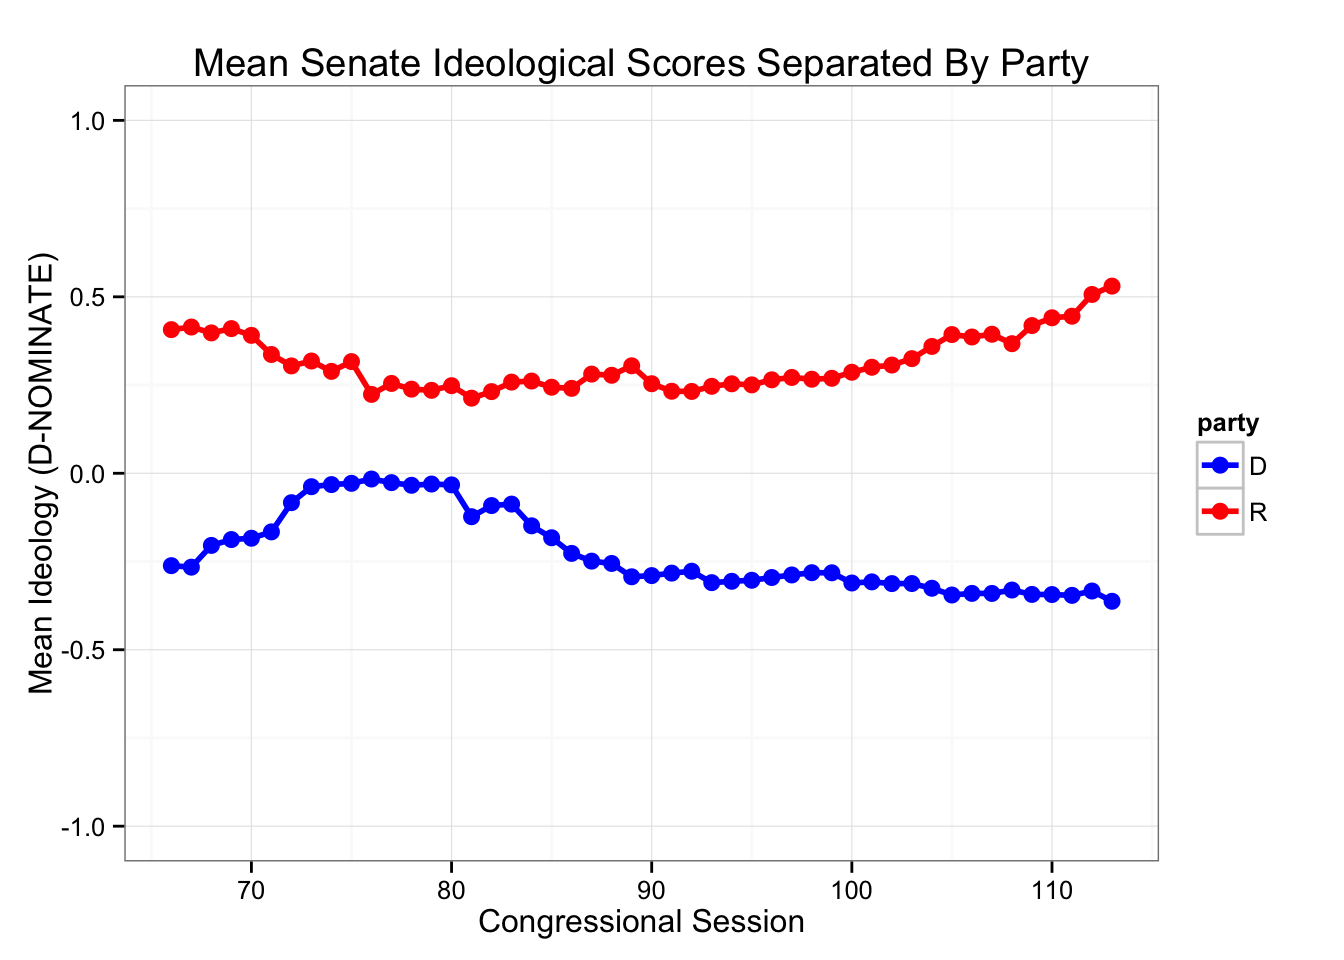 Mean Senate Ideological Scores Separated By Party
Mean Ideology (D-NOMINATE)
1.0
0.5
0.0
-0.5
-1.0
70 80 90 100 110
Congressional Session
party
D
R